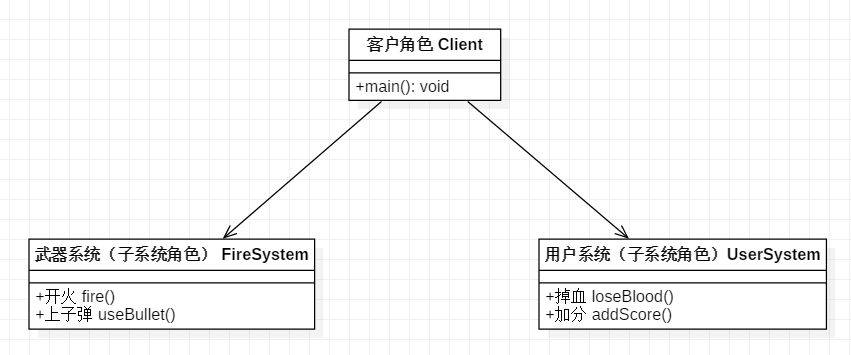 客户角色 Client
+main(): void
武器系统（子系统角色） FireSystem
+开火 fire()
+上子弹 useBullet()
用户系统（子系统角色）UserSystem
+掉血 loseBlood()
+加分 addScore()